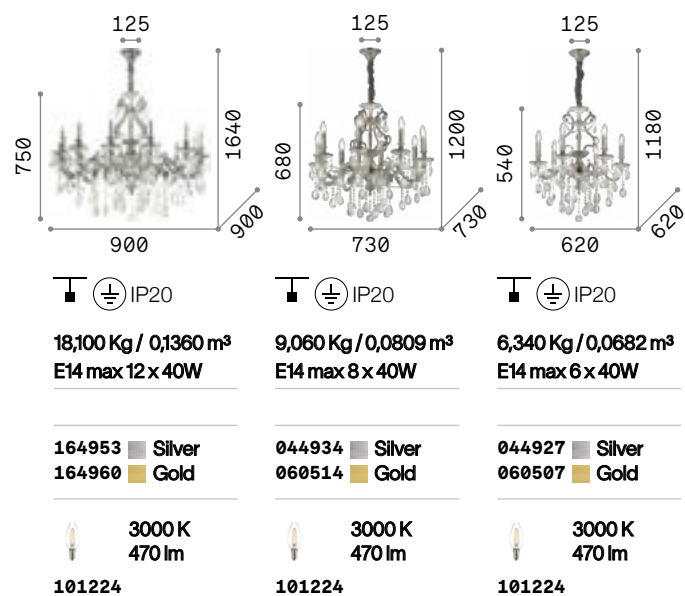 125
750
1640
900
900
IP20
18,100 Kg / 0,1360 m³
E14 max 12 x 40W
164953 Silver
164960 Gold
3000 K
470 lm
101224
125
680
1200
730
730
IP20
9,060 Kg / 0,0809 m³
E14 max 8 x 40W
044934 Silver
060514 Gold
3000 K
470 lm
101224
125
540
1180
620
620
IP20
6,340 Kg / 0,0682 m³
E14 max 6 x 40W
044927 Silver
060507 Gold
3000 K
470 lm
101224